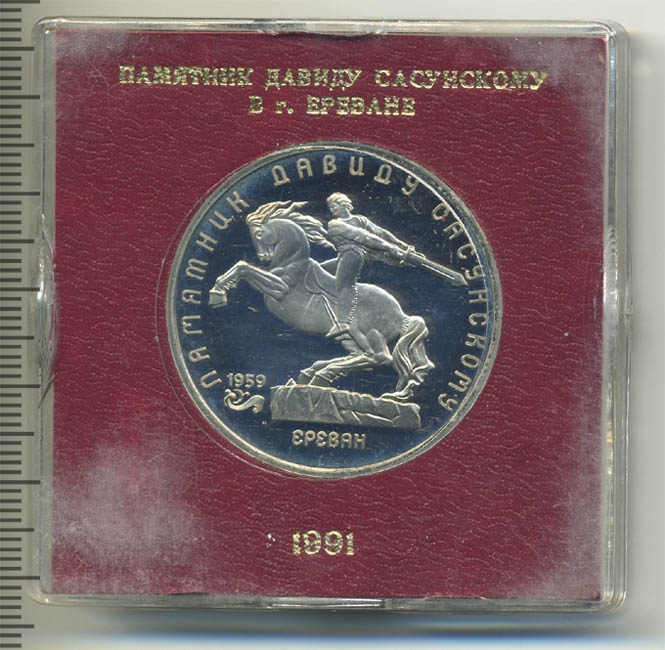 ПАМЯТНИК ДАВИДУ САСУНСКОМУ
В г. ЕРЕВАНЕ
ПАМЯТНИК ДАВИДУ САСУНСКОМУ
1959
ЕРЕВАН
1991